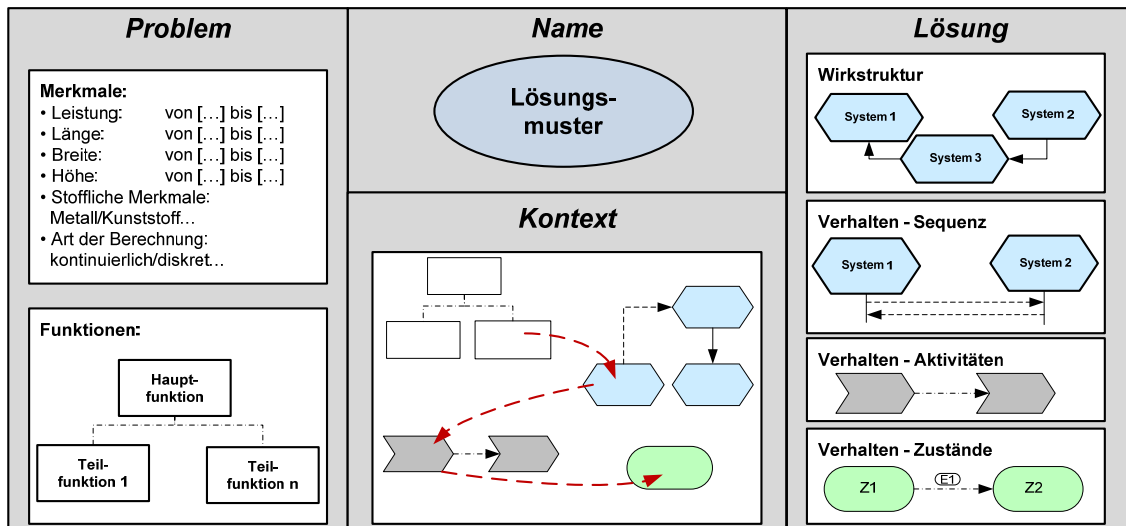 Problem
Merkmale:
• Leistung: von […] bis […]
• Länge: von […] bis […]
• Breite: von […] bis […]
• Höhe: von […] bis […]
• Stoffliche Merkmale:
Metall/Kunststoff…
• Art der Berechnung:
kontinuierlich/diskret…
Funktionen:
Haupt-
funktion
Teil-
funktion 1
Teil-
funktion n
Name
Lösungs-
muster
Kontext
Lösung
Wirkstruktur
System 1
System 2
System 3
Verhalten - Sequenz
System 1
System 2
Verhalten - Aktivitäten
Verhalten - Zustände
Z1
E1
Z2